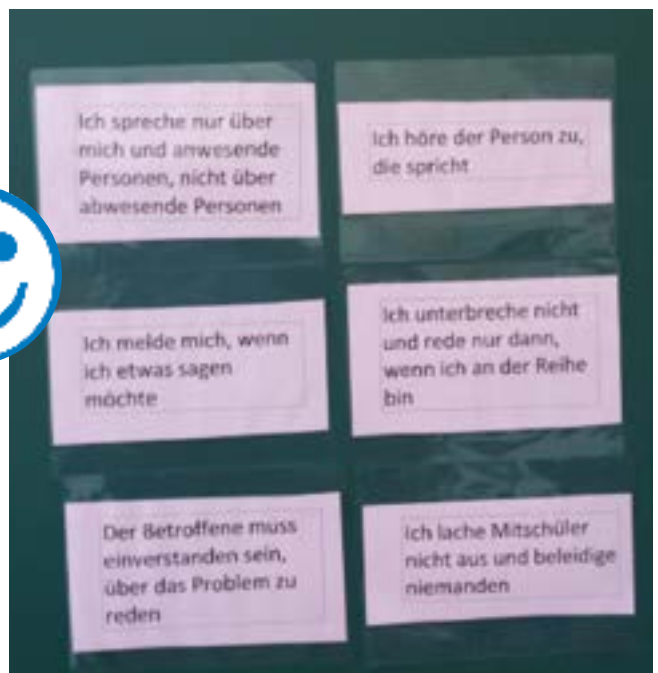 Ich spreche nur über
mich und anwesende
Personen, nicht über
abwesende Personen
Ich höre der Person zu,
die spricht
Ich melde mich, wenn
ich etwas sagen
möchte
Ich unterbreche nicht
und rede nur dann,
wenn ich an der Reihe
bin
Der Betroffene muss
einverstanden sein,
über das Problem zu
reden
Ich lache Mitschüler
nicht aus und beleidige
niemanden